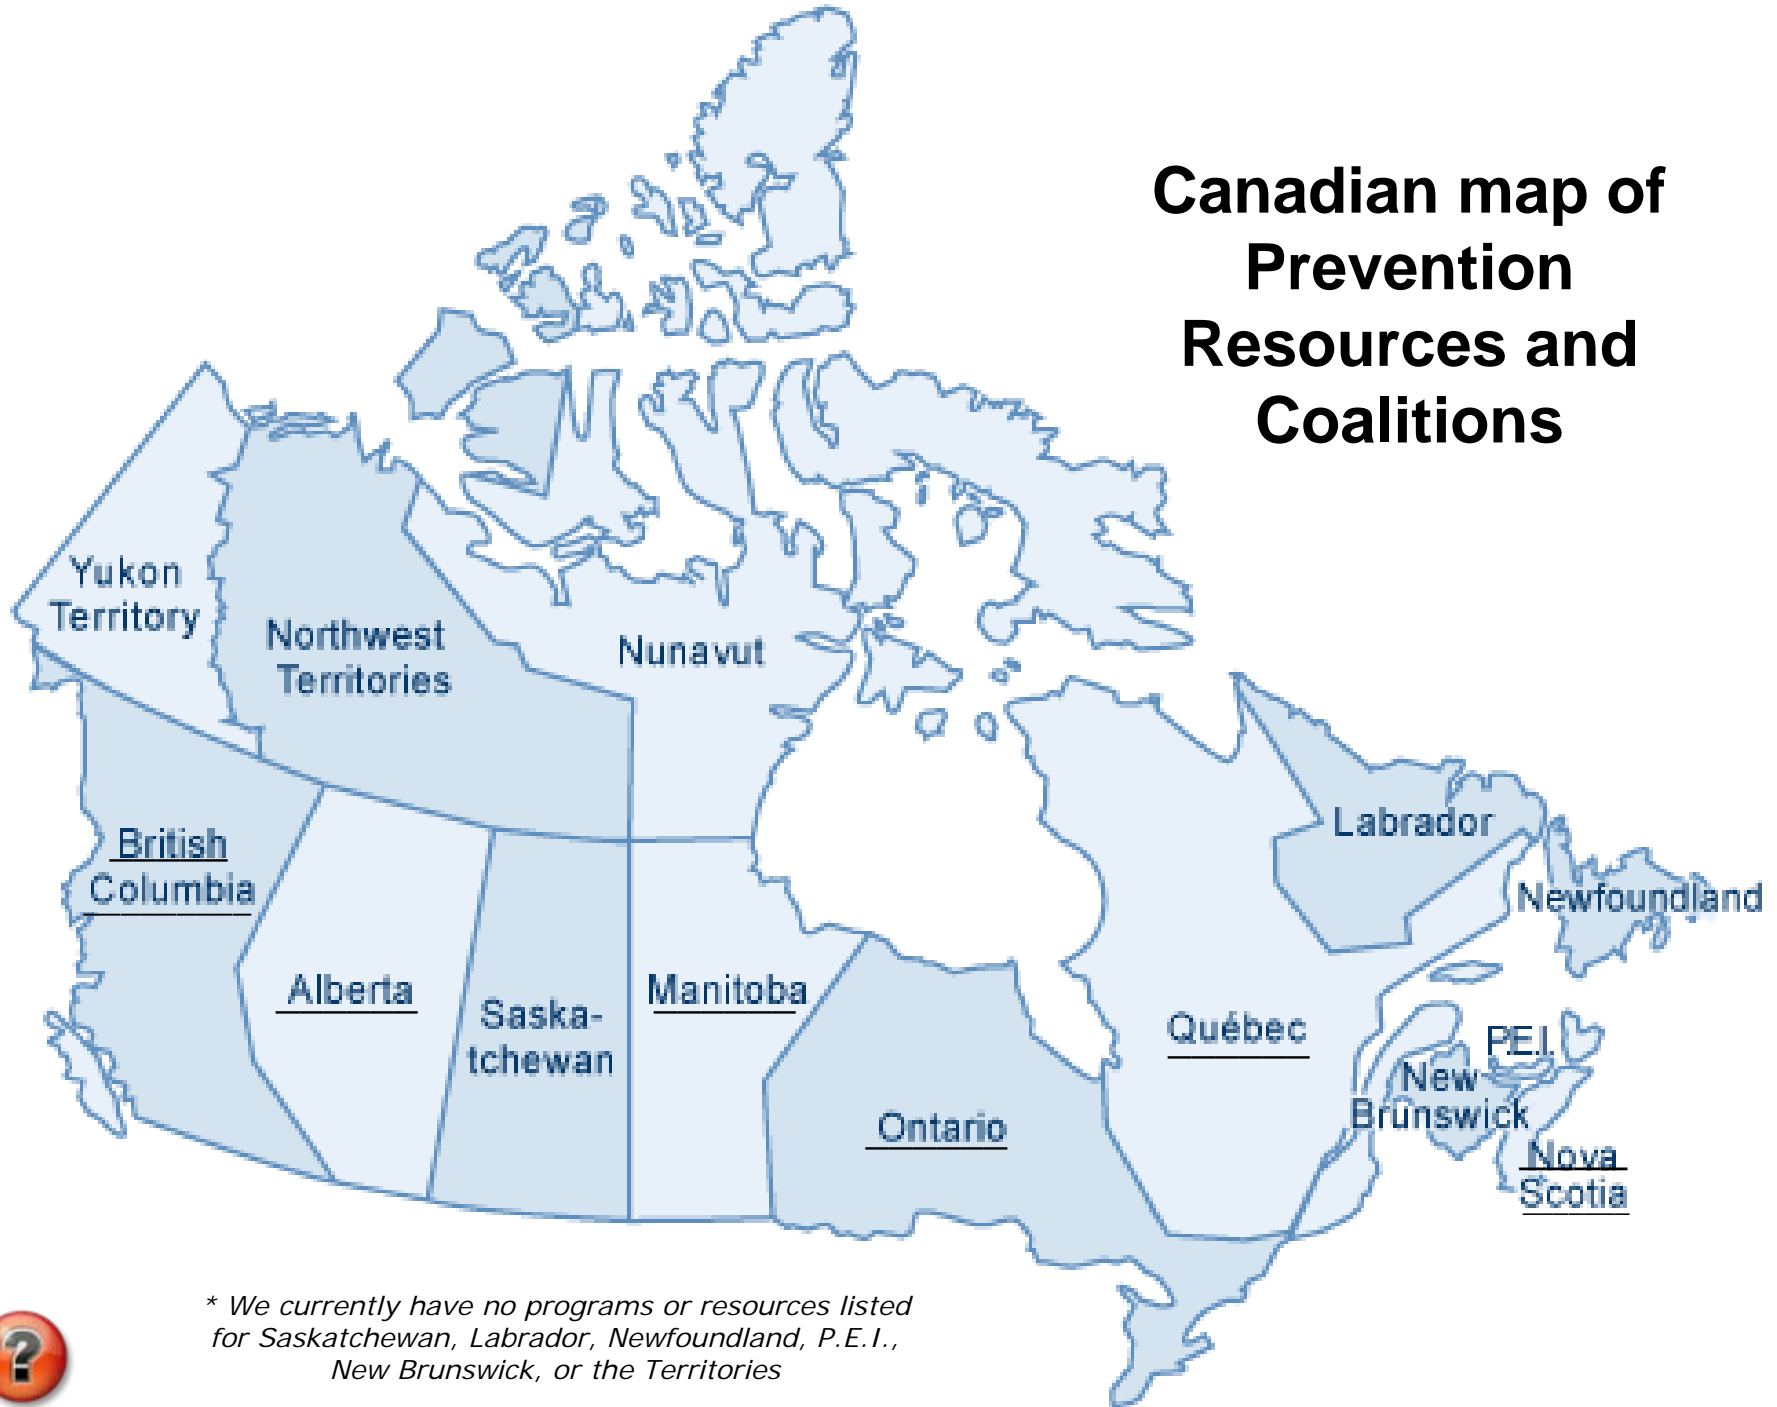 Canadian map of
Prevention
Resources and
Coalitions
Yukon
Territory
Northwest
Territories
Nunavut
British
Columbia
Alberta
Saska-
tchewan
Manitoba
Ontario
Québec
Labrador
Newfoundland
P.E.I.
New
Brunswick
Nova
Scotia
* We currently have no programs or resources listed
for Saskatchewan, Labrador, Newfoundland, P.E.I.,
New Brunswick, or the Territories
?